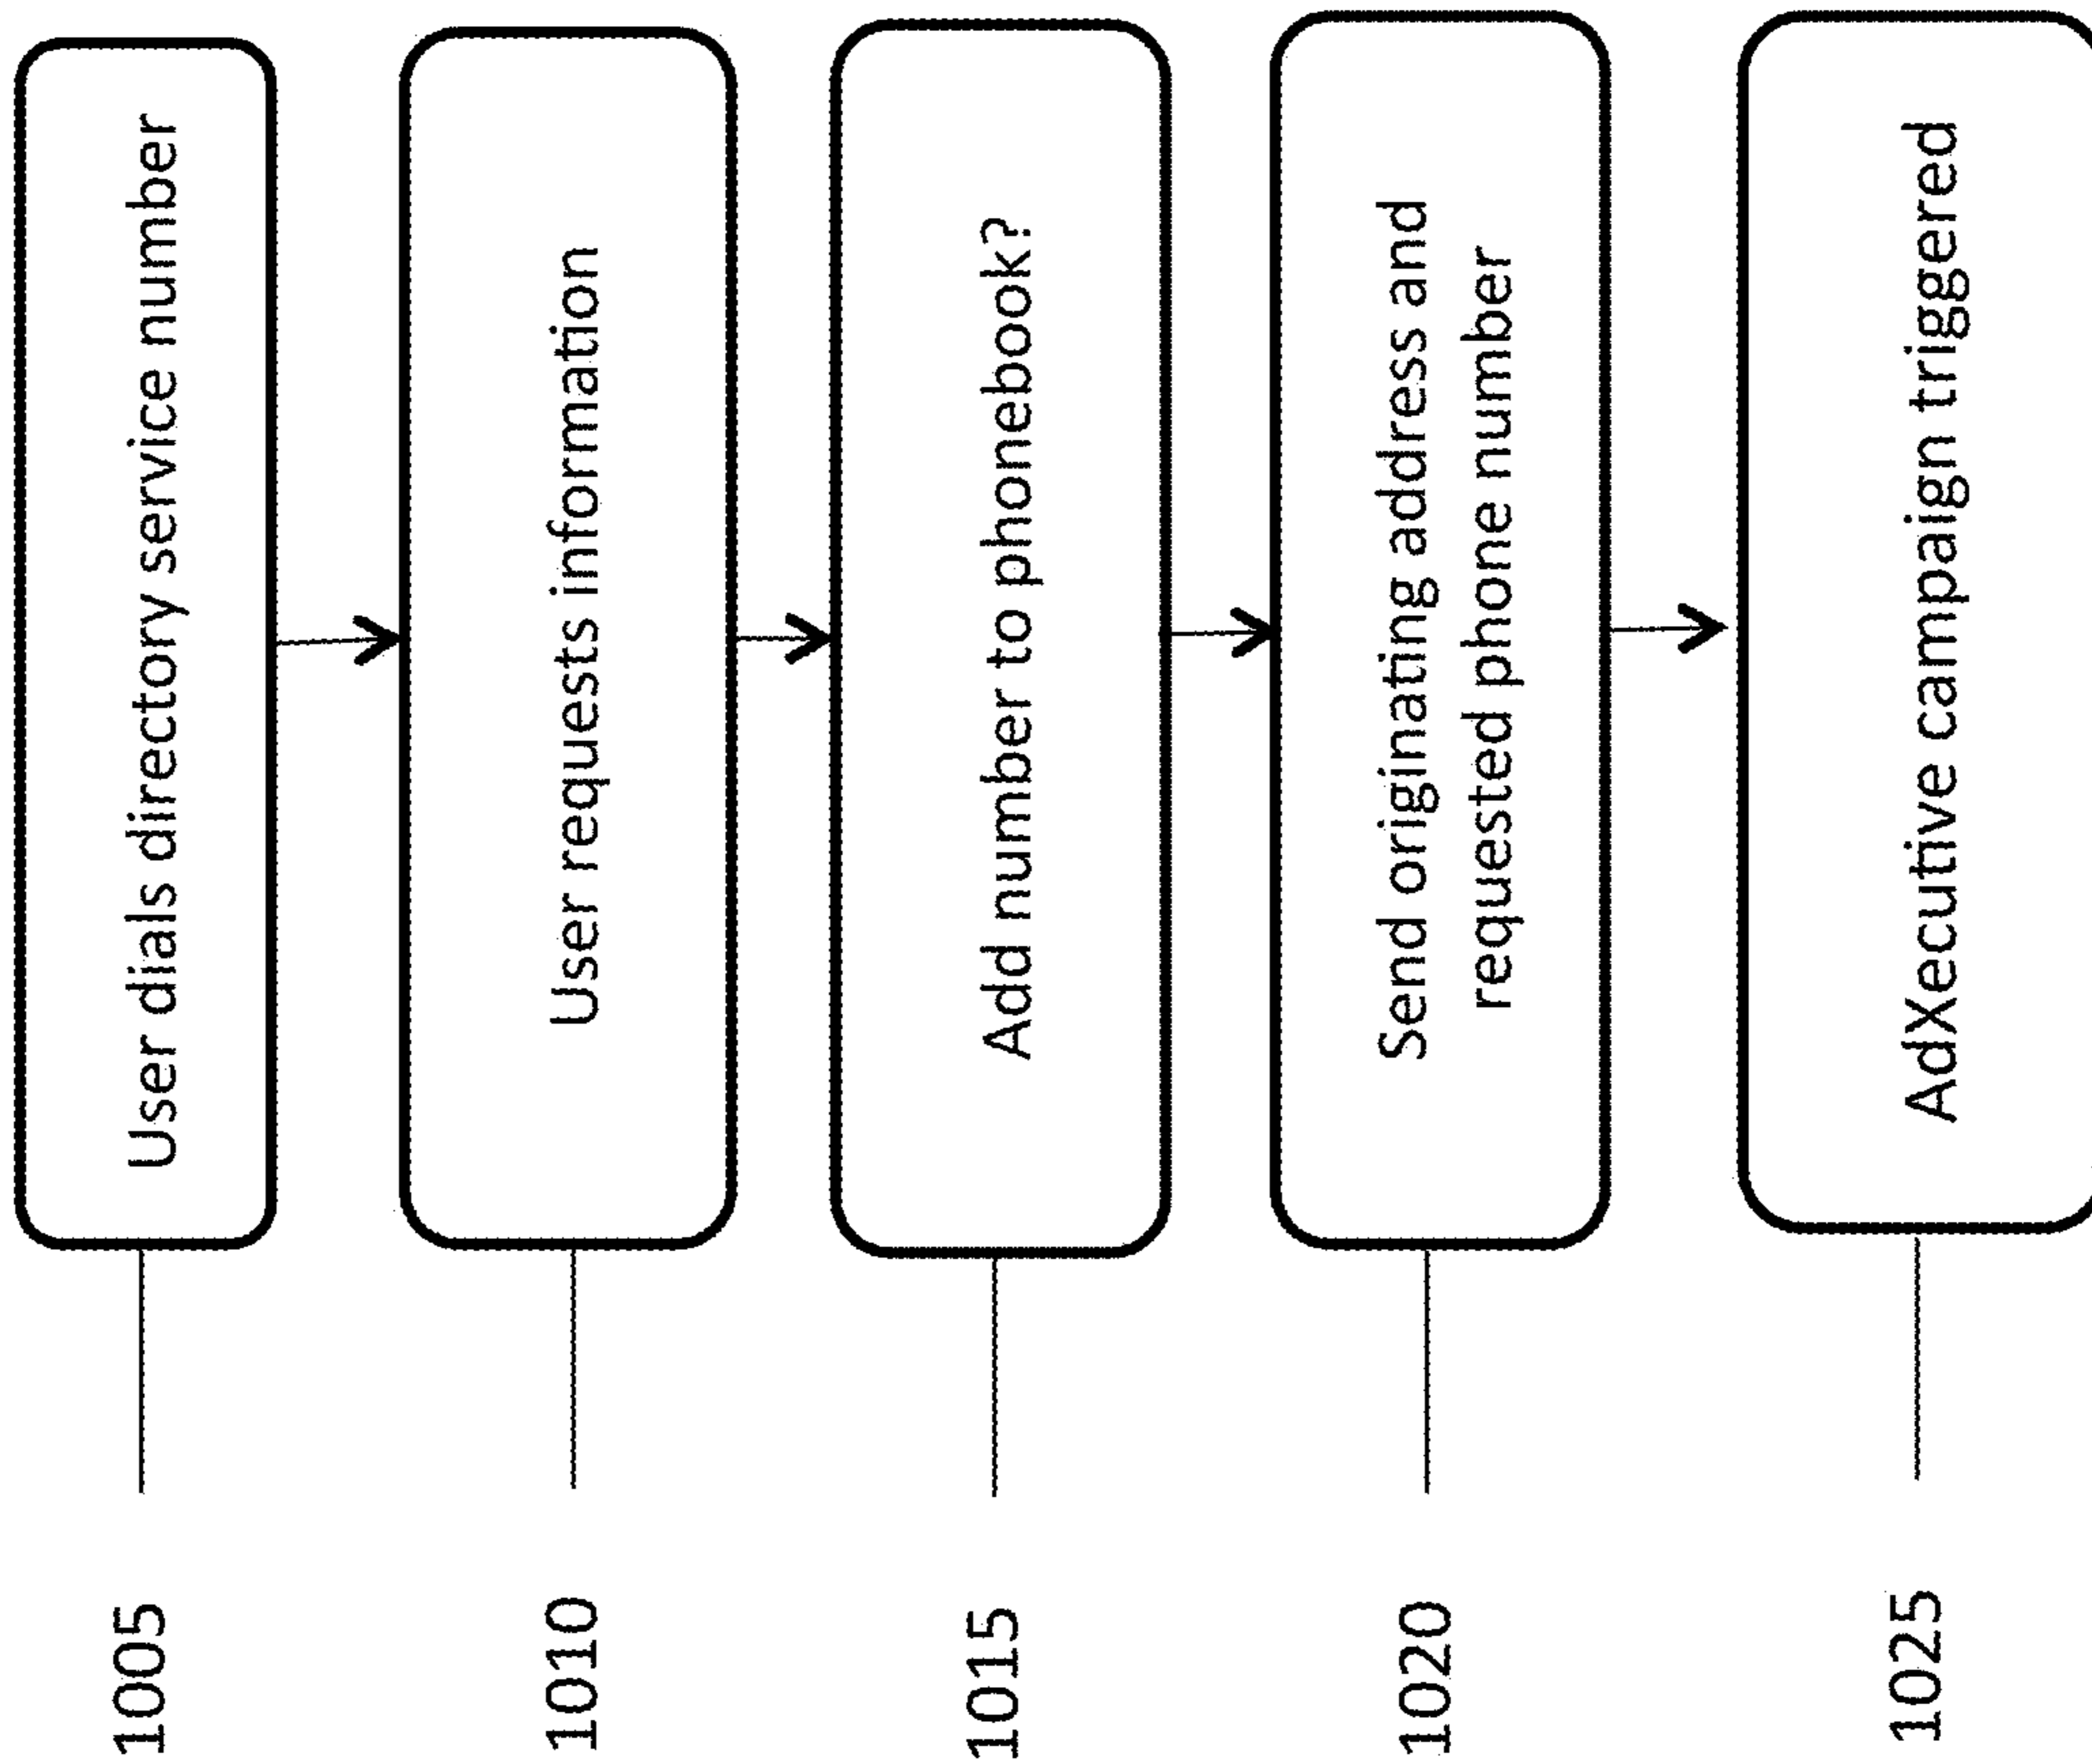 1005
User dials directory service number
1010
User requests information
1015
Add number to phonebook?
1020
Send originating address and
requested phone number
1025
AdXecutive campaign triggered